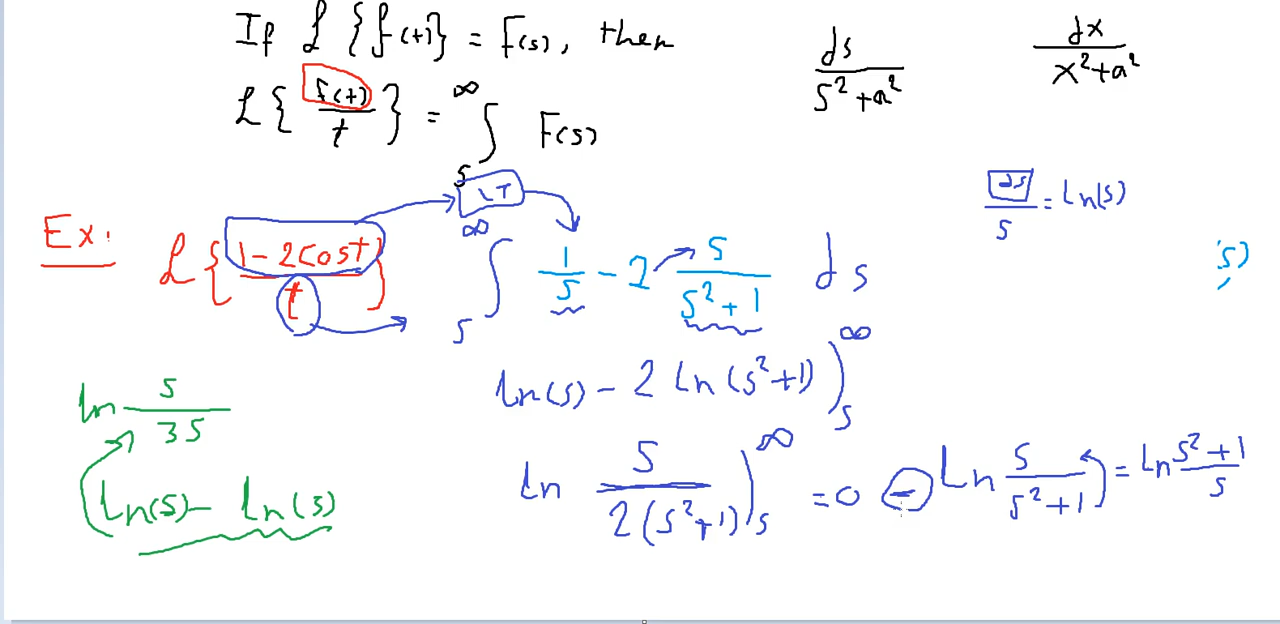 If ℒ {f(t)} = F(s), then
ds / s² + a²
dx / x² + a²
ℒ { f(t) / t } = ∫ₛ^∞ F(s)
LT
ds / s = Ln(s)
Ex:
ℒ { 1 - 2cost / t }
∫ₛ^∞ 1/s - 2 s / s² + 1 ds
s)
Ln(s) - 2 Ln(s²+1) )ₛ^∞
ln s / 3s
Ln(s) - Ln(3)
Ln s / 2(s²+1) )ₛ^∞ = 0 - Ln s / s²+1 ) = Ln s²+1 / s